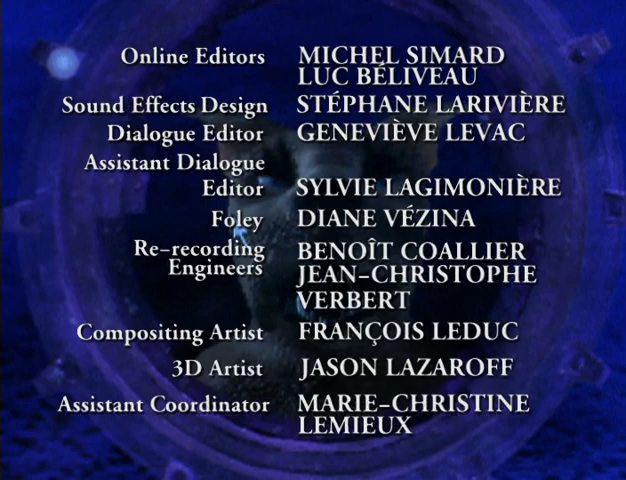 Online Editors MICHEL SIMARD
LUC BÉLIVEAU
Sound Effects Design STÉPHANE LARIVIÈRE
Dialogue Editor GENEVIÈVE LEVAC
Assistant Dialogue
Editor SYLVIE LAGIMONIÈRE
Foley DIANE VÉZINA
Re-recording BENOÎT COALLIER
Engineers JEAN-CHRISTOPHE
VERBERT
Compositing Artist FRANÇOIS LEDUC
3D Artist JASON LAZAROFF
Assistant Coordinator MARIE-CHRISTINE
LEMIEUX